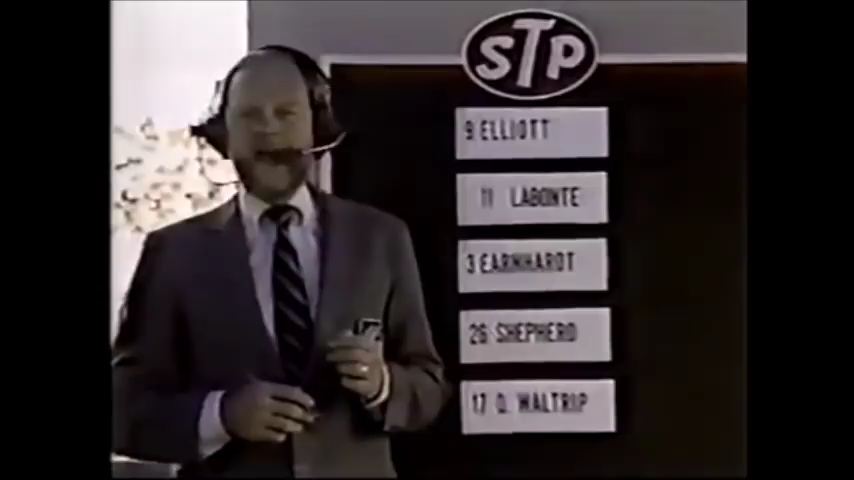 STP
9 ELLIOTT
11 LABONTE
3 EARNHARDT
26 SHEPHERD
17 D. WALTRIP